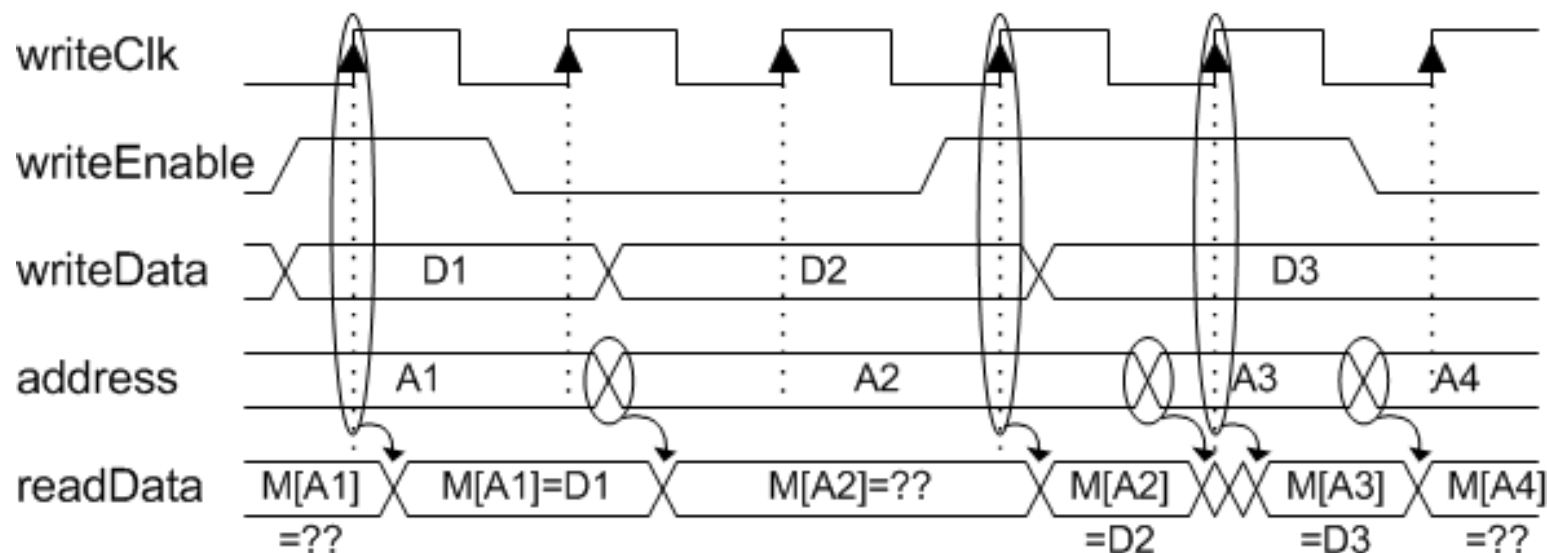 writeClk
writeEnable
writeData D1 D2 D3
address A1 A2 A3 A4
readData M[A1] M[A1]=D1 M[A2]=?? M[A2] M[A3] M[A4]
=?? =D2 =D3 =??